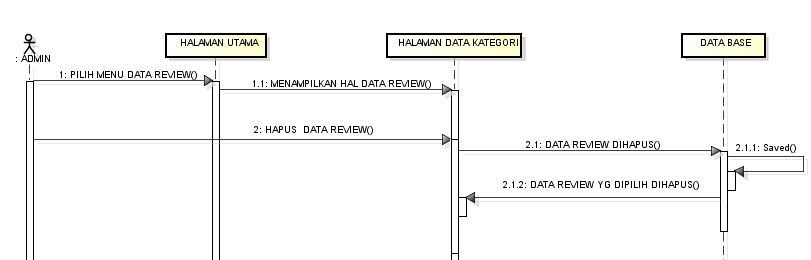 HALAMAN UTAMA
HALAMAN DATA KATEGORI
DATA BASE
: ADMIN
1: PILIH MENU DATA REVIEW()
1.1: MENAMPILKAN HAL DATA REVIEW()
2: HAPUS DATA REVIEW()
2.1: DATA REVIEW DIHAPUS()
2.1.1: Saved()
2.1.2: DATA REVIEW YG DIPILIH DIHAPUS()